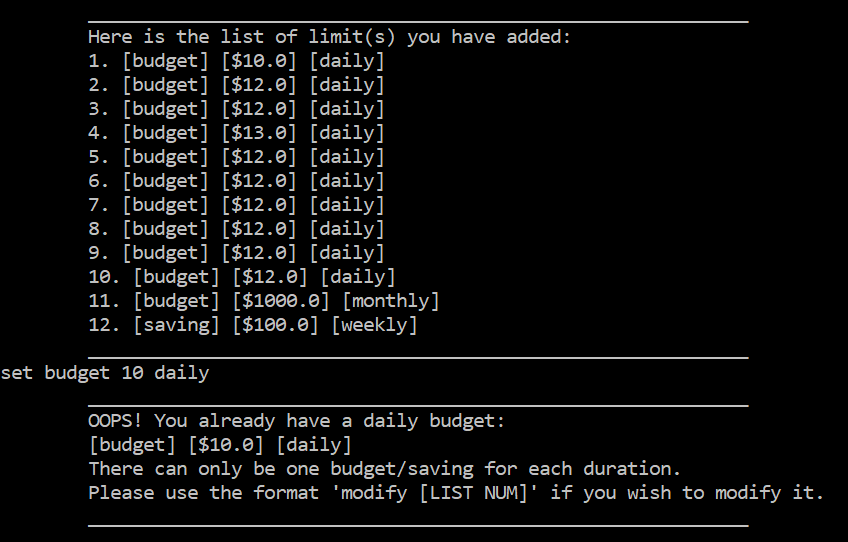 Here is the list of limit(s) you have added:
1. [budget] [$10.0] [daily]
2. [budget] [$12.0] [daily]
3. [budget] [$12.0] [daily]
4. [budget] [$13.0] [daily]
5. [budget] [$12.0] [daily]
6. [budget] [$12.0] [daily]
7. [budget] [$12.0] [daily]
8. [budget] [$12.0] [daily]
9. [budget] [$12.0] [daily]
10. [budget] [$12.0] [daily]
11. [budget] [$1000.0] [monthly]
12. [saving] [$100.0] [weekly]
set budget 10 daily
OOPS! You already have a daily budget:
[budget] [$10.0] [daily]
There can only be one budget/saving for each duration.
Please use the format 'modify [LIST NUM]' if you wish to modify it.